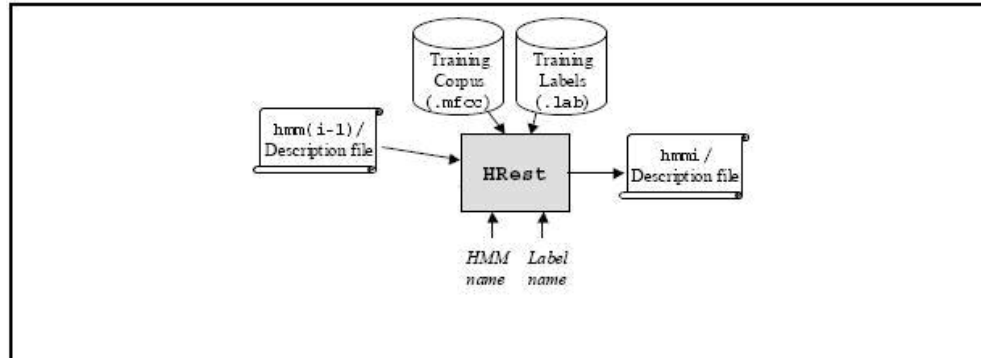 Training
Corpus
(.mfcc)
Training
Labels
(.lab)
hmm(i-1)/
Description file
HRest
hmmi/
Description file
HMM
name
Label
name